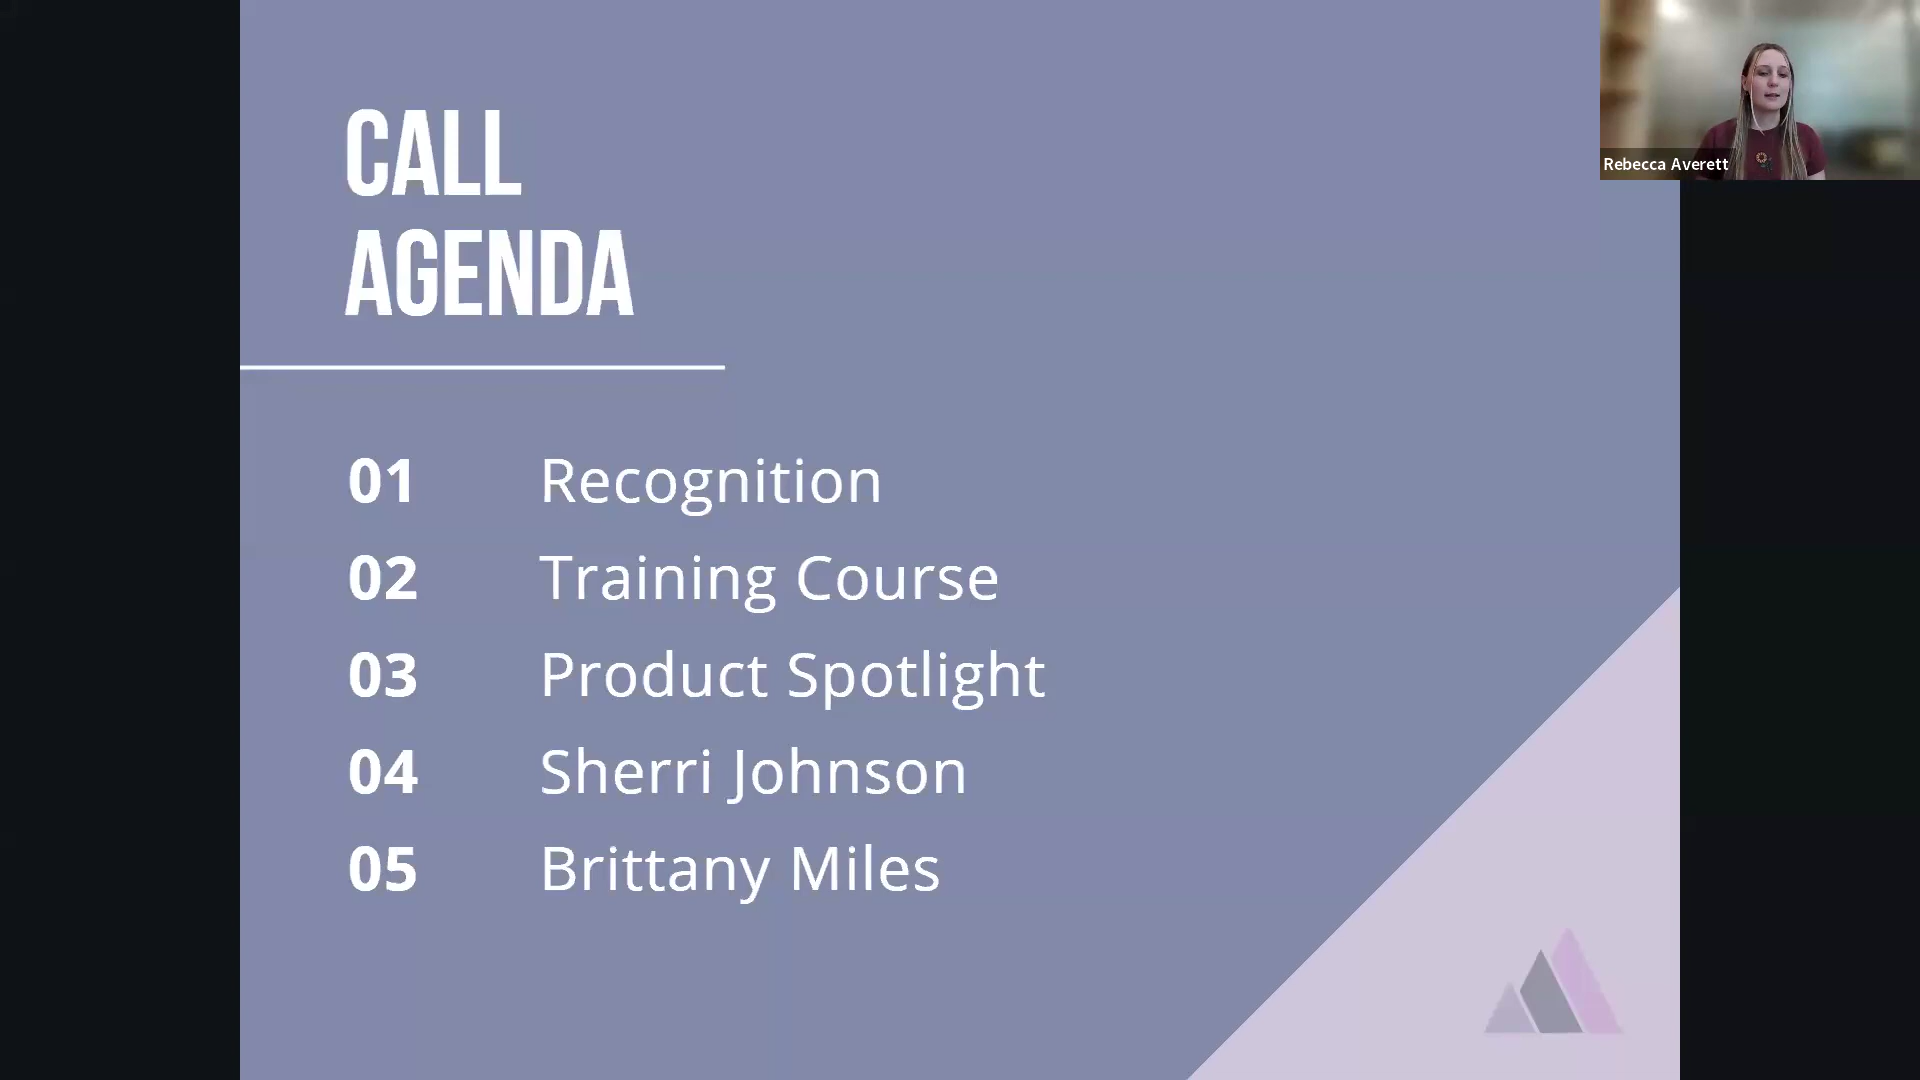 CALL
AGENDA
01 Recognition
02 Training Course
03 Product Spotlight
04 Sherri Johnson
05 Brittany Miles
Rebecca Averett